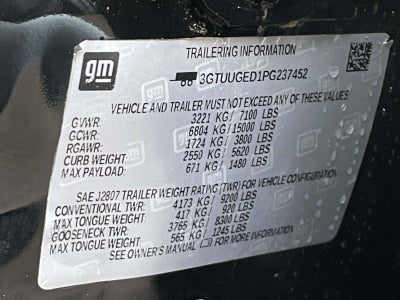 gm
TRAILERING INFORMATION
3GTUUGED1PG237452
VEHICLE AND TRAILER MUST NOT EXCEED ANY OF THESE VALUES
GVWR: 3221 KG/ 7100 LBS
GCWR: 6804 KG/15000 LBS
RGAWR: 1724 KG/ 3800 LBS
CURB WEIGHT: 2550 KG/ 5620 LBS
MAX PAYLOAD: 671 KG/ 1480 LBS
SAE J2807 TRAILER WEIGHT RATING (TWR) FOR VEHICLE CONFIGURATION
CONVENTIONAL TWR: 4173 KG/ 9200 LBS
MAX TONGUE WEIGHT: 417 KG/ 920 LBS
GOOSENECK TWR: 3765 KG/ 8300 LBS
MAX TONGUE WEIGHT: 565 KG/ 1245 LBS
SEE OWNER'S MANUAL FOR MORE INFORMATION